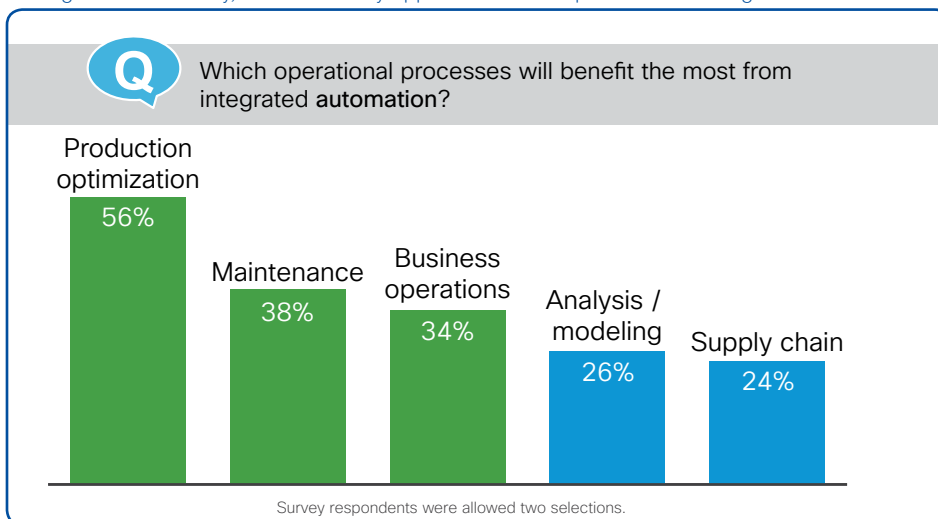 Q
Which operational processes will benefit the most from
integrated automation?
Production
optimization
56%
Maintenance
38%
Business
operations
34%
Analysis /
modeling
26%
Supply chain
24%
Survey respondents were allowed two selections.